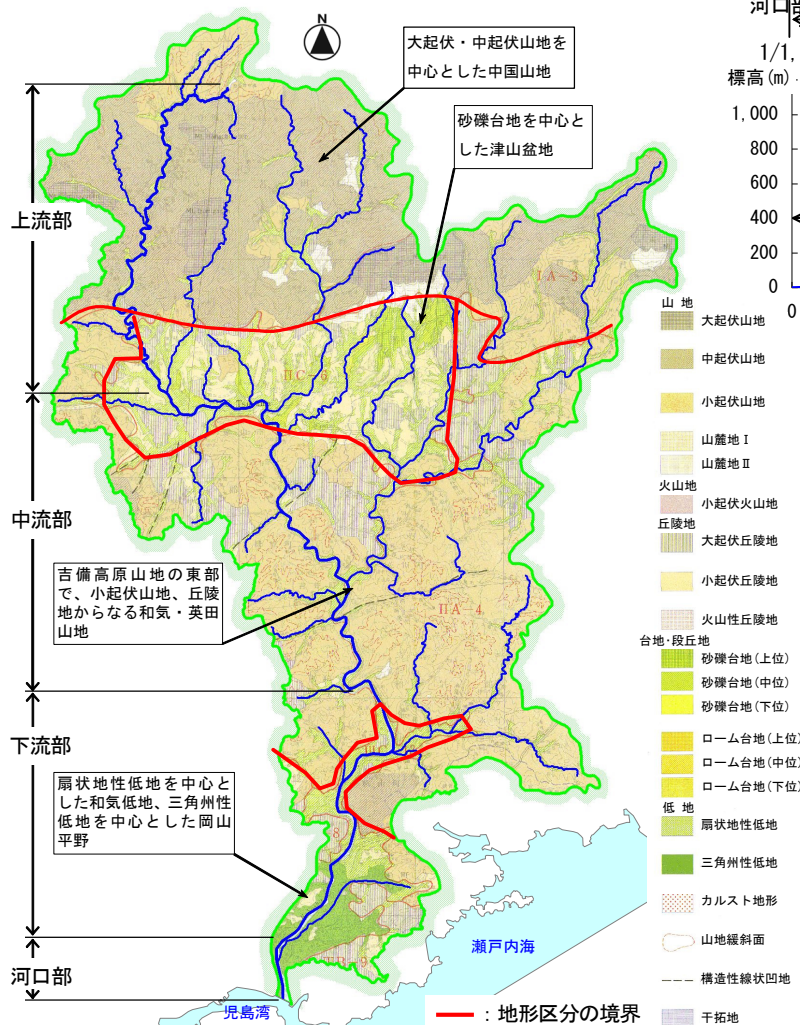 N
大起伏・中起伏山地を
中心とした中国山地
砂礫台地を中心と
した津山盆地
上流部
中流部
吉備高原山地の東部
で、小起伏山地、丘陵
地からなる和気・英田
山地
下流部
扇状地性低地を中心と
した和気低地、三角州性
低地を中心とした岡山
平野
河口部
ⅠA-3
ⅡC-6
ⅡA-4
瀬戸内海
児島湾
：地形区分の境界
河口部
1/1,
標高(m)
1,000
800
600
400
200
0
0
山 地
大起伏山地
中起伏山地
小起伏山地
山麓地Ⅰ
山麓地Ⅱ
火山地
小起伏火山地
丘陵地
大起伏丘陵地
小起伏丘陵地
火山性丘陵地
台地・段丘地
砂礫台地(上位)
砂礫台地(中位)
砂礫台地(下位)
ローム台地(上位)
ローム台地(中位)
ローム台地(下位)
低 地
扇状地性低地
三角州性低地
カルスト地形
山地緩斜面
構造性線状凹地
干拓地